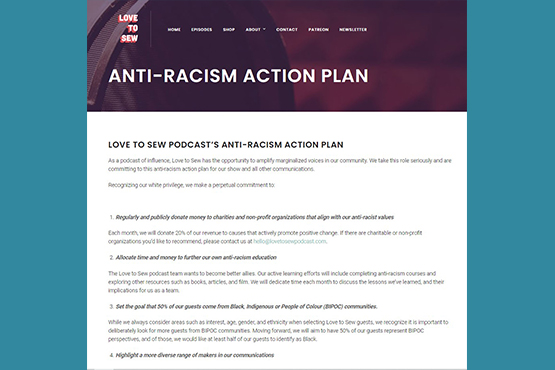 LOVE
TO
SEW
HOME EPISODES SHOP ABOUT CONTACT PATREON NEWSLETTER
ANTI-RACISM ACTION PLAN
LOVE TO SEW PODCAST'S ANTI-RACISM ACTION PLAN
As a podcast of influence, Love to Sew has the opportunity to amplify marginalized voices in our community. We take this role seriously and are
committing to this anti-racism action plan for our show and all other communications.
Recognizing our white privilege, we make a perpetual commitment to:
1. Regularly and publicly donate money to charities and non-profit organizations that align with our anti-racist values
Each month, we will donate 20% of our revenue to causes that actively promote positive change. If there are charitable or non-profit
organizations you'd like to recommend, please contact us at hello@lovetosewpodcast.com.
2. Allocate time and money to further our own anti-racism education
The Love to Sew podcast team wants to become better allies. Our active learning efforts will include completing anti-racism courses and
exploring other resources such as books, articles, and film. We will dedicate time each month to discuss the lessons we've learned, and their
implications for us as a team.
3. Set the goal that 50% of our guests come from Black, Indigenous or People of Colour (BIPOC) communities.
While we always consider areas such as interest, age, gender, and ethnicity when selecting Love to Sew guests, we recognize it is important to
deliberately look for more guests from BIPOC communities. Moving forward, we will aim to have 50% of our guests represent BIPOC
perspectives, and of those, we would like at least half of our guests to identify as Black.
4. Highlight a more diverse range of makers in our communications